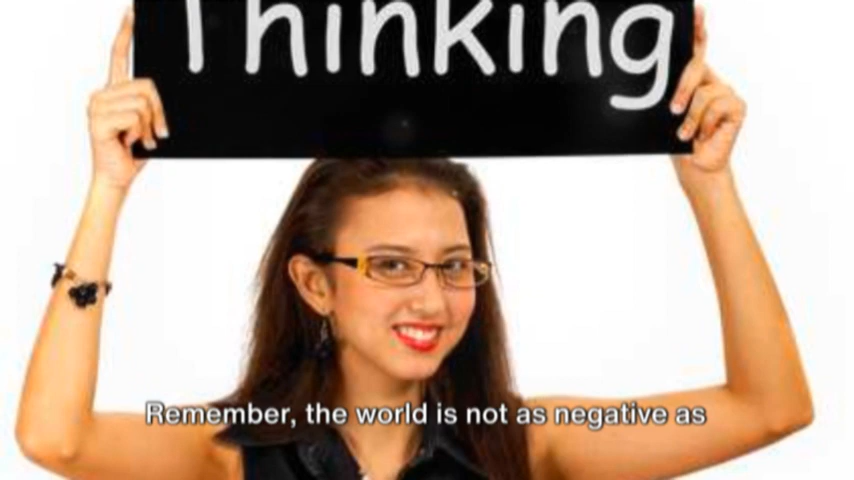 Thinking
Remember, the world is not as negative as